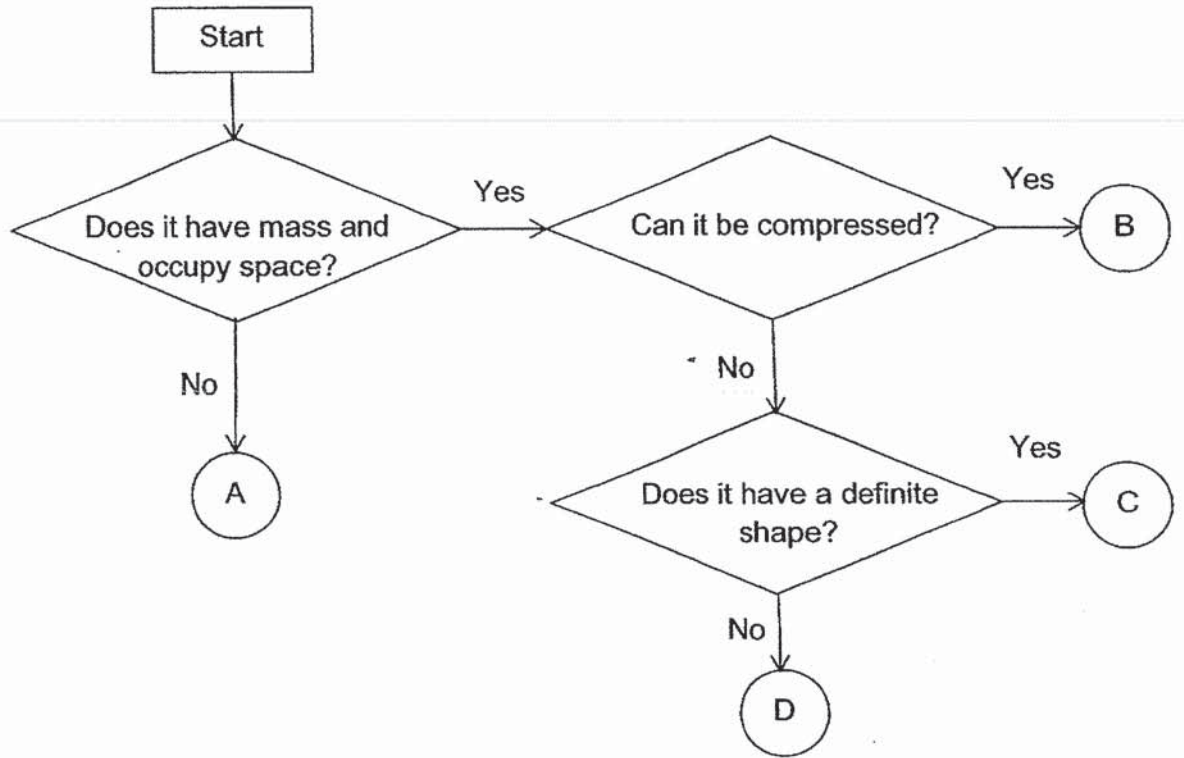 Start
Does it have mass and
occupy space?
Yes
Can it be compressed?
Yes
B
No
A
No
Does it have a definite
shape?
Yes
C
No
D